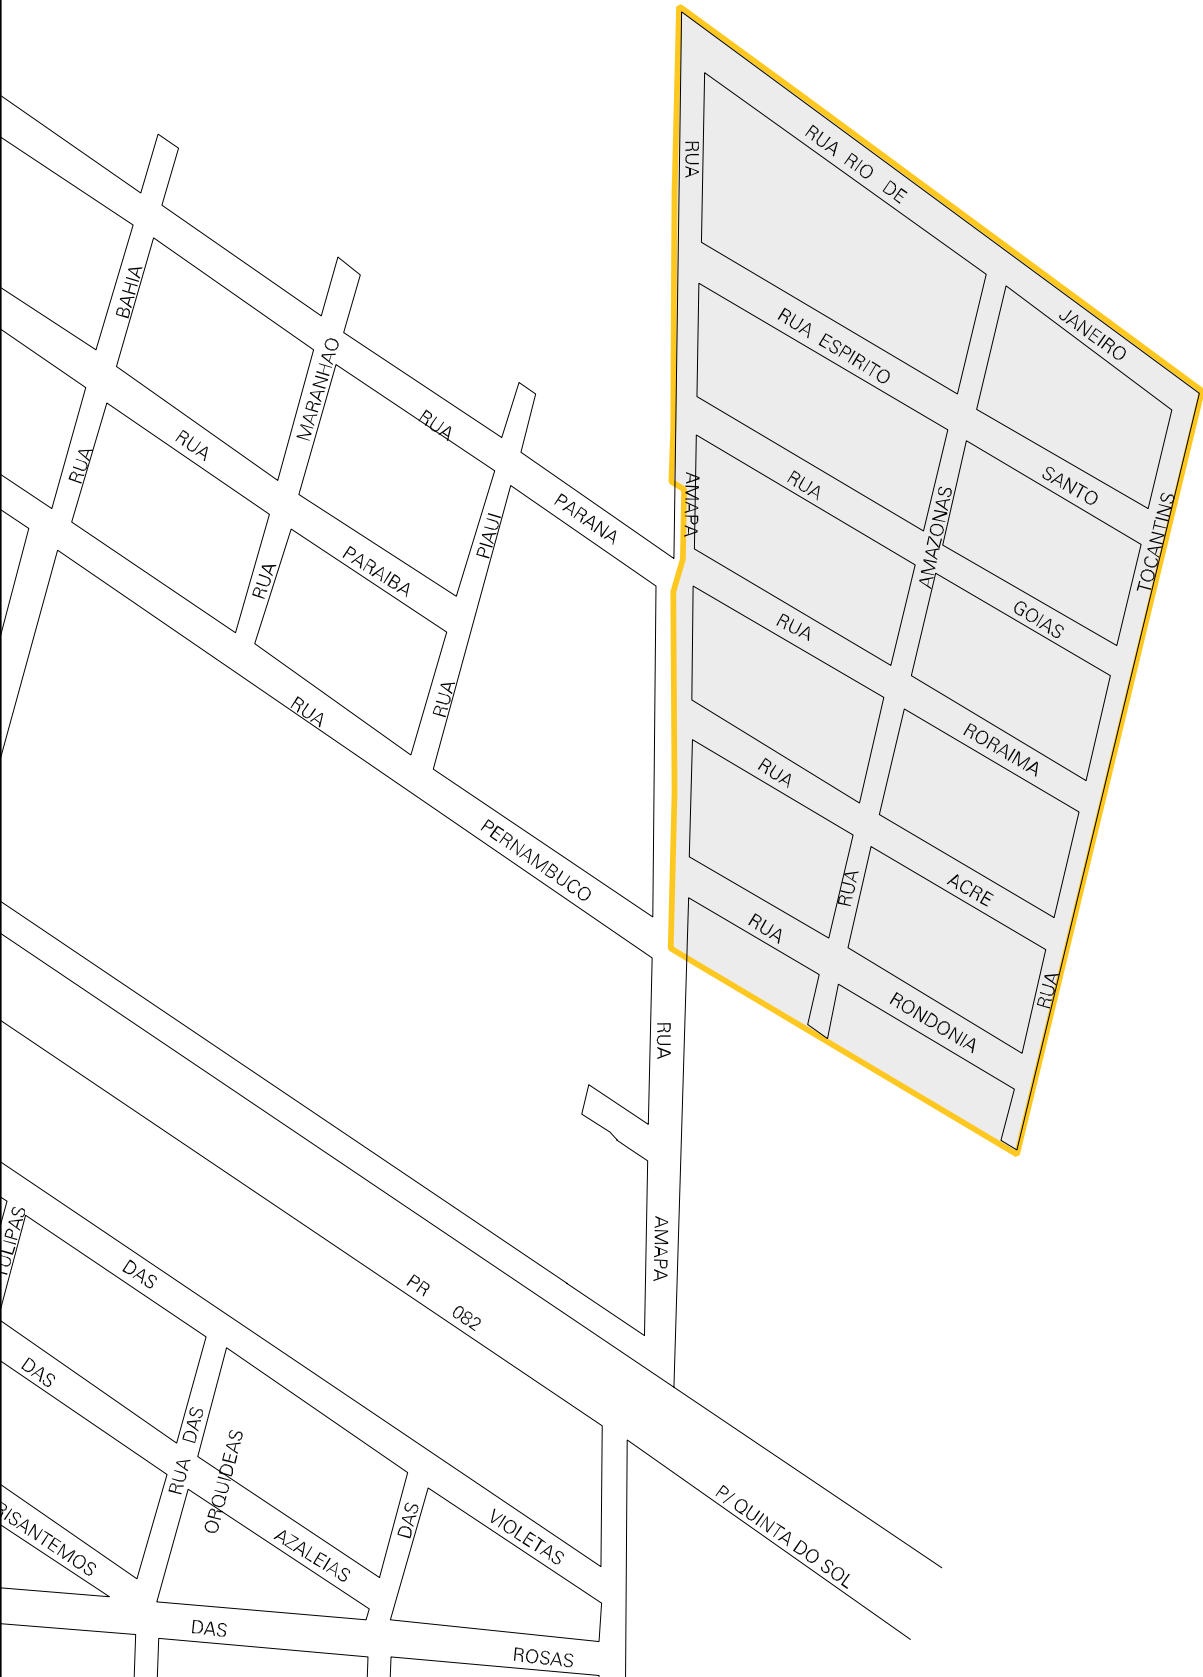 RUA RIO DE
JANEIRO
RUA
RUA ESPIRITO
SANTO
BAHIA
MARANHAO
RUA
PARANA
RUA
RUA
PARAIBA
RUA
PIAUI
RUA
AMAPA
RUA
GOIAS
AMAZONAS
TOCANTINS
RUA
RORAIMA
RUA
ACRE
RUA
RUA
RONDONIA
RUA
RUA
PERNAMBUCO
RUA
RUA
AMAPA
TULIPAS
DAS
VIOLETAS
PR 082
DAS
AZALEIAS
RUA DAS
ORQUIDEAS
DAS
RISANTEMOS
DAS
ROSAS
P/ QUINTA DO SOL